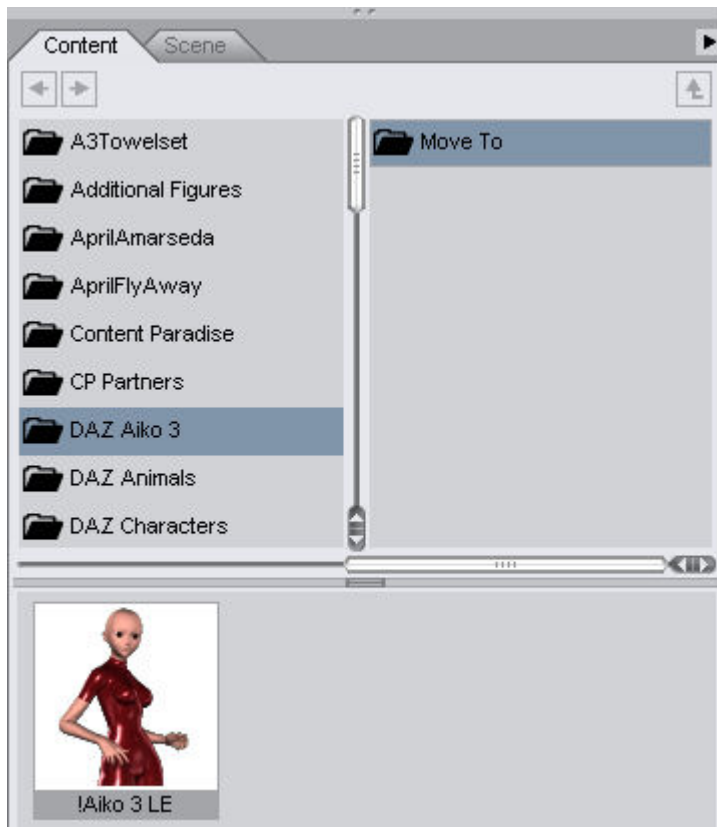 Content
Scene
A3Towelset
Additional Figures
AprilAmarseda
AprilFlyAway
Content Paradise
CP Partners
DAZ Aiko 3
DAZ Animals
DAZ Characters
Move To
!Aiko 3 LE